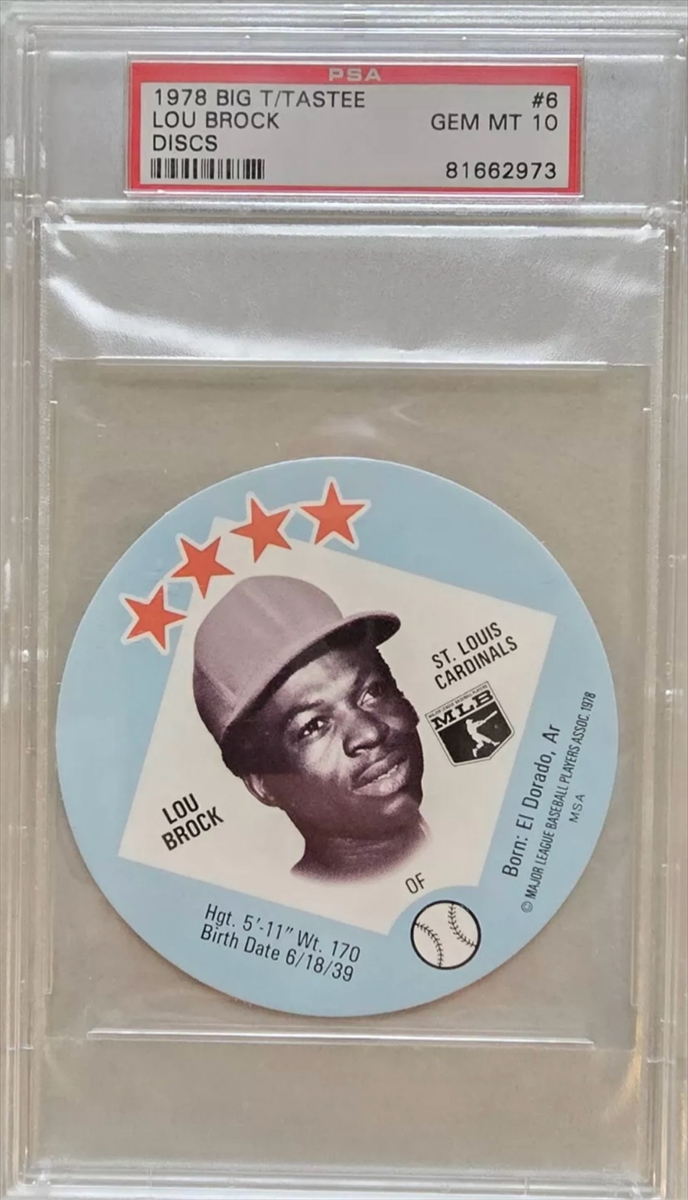 PSA
1978 BIG T/TASTEE #6
LOU BROCK GEM MT 10
DISCS
81662973
ST. LOUIS
CARDINALS
MLB
LOU
BROCK
OF
Hgt. 5'-11" Wt. 170
Birth Date 6/18/39
Born: El Dorado, Ar
© MAJOR LEAGUE BASEBALL PLAYERS ASSOC. 1978
MSA